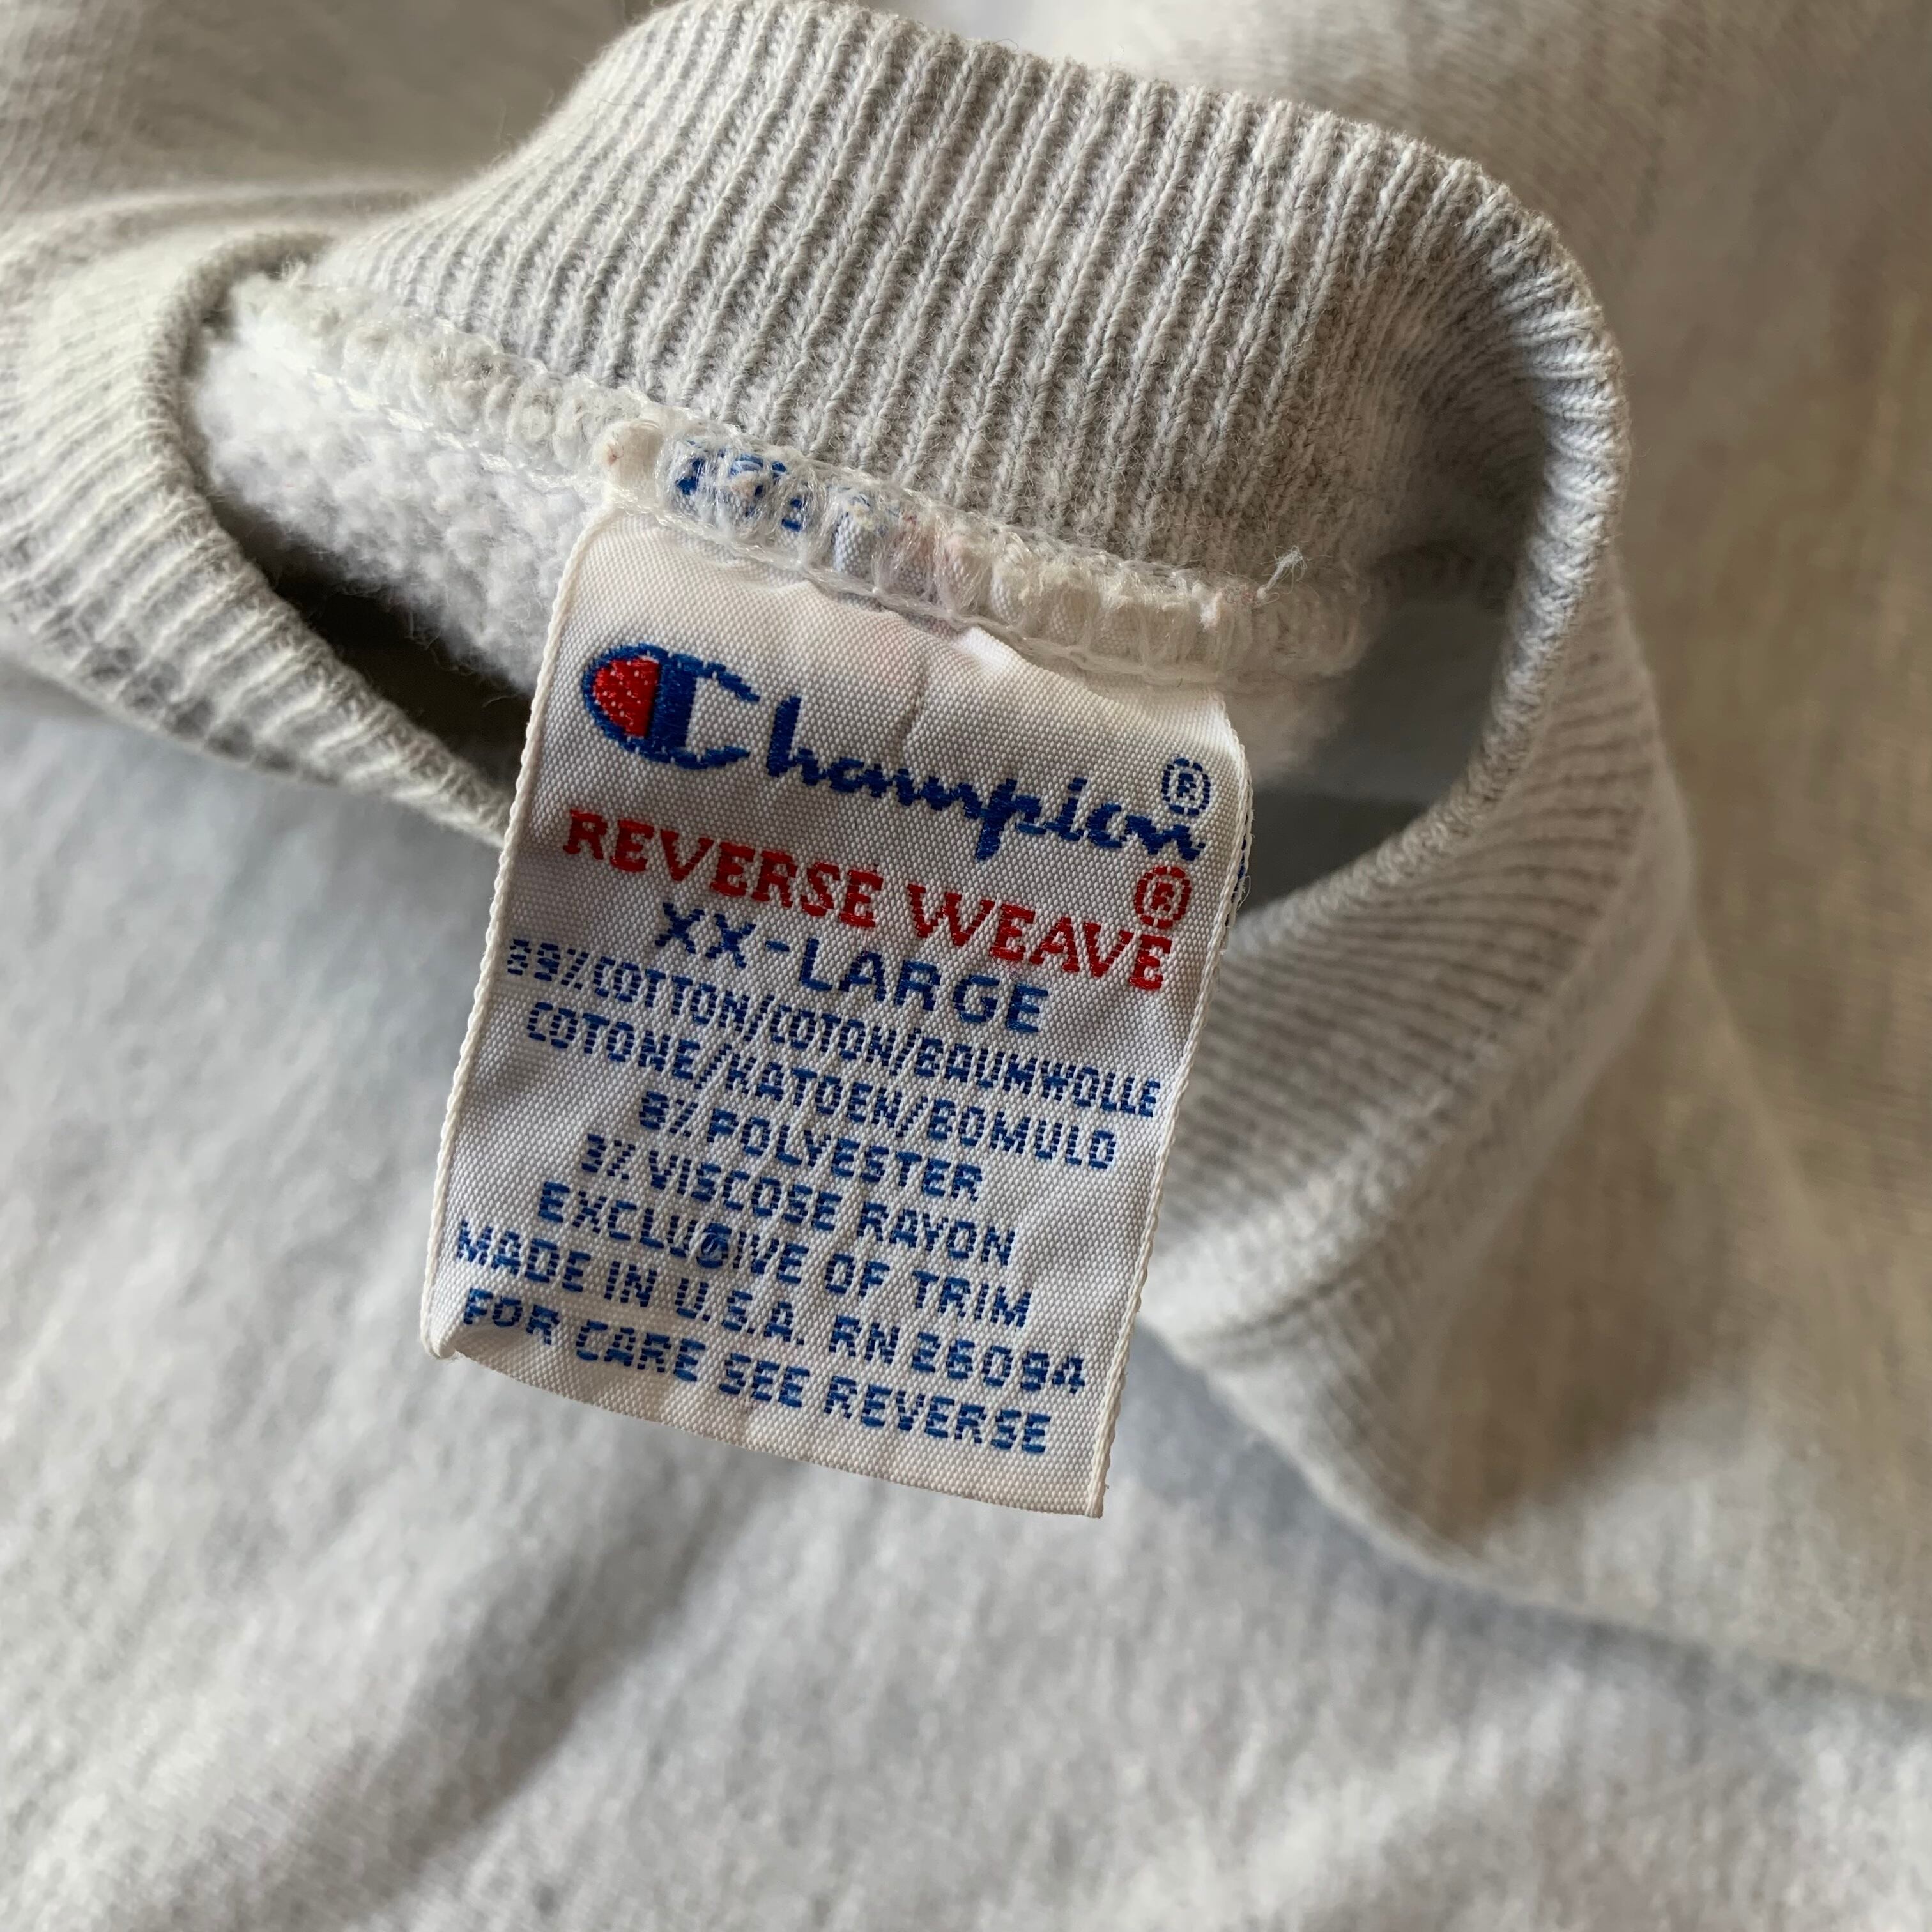 Champion®
REVERSE WEAVE®
XX-LARGE
89% COTTON/COTON/BAUMWOLLE
COTONE/KATOEN/BOMULD
8% POLYESTER
3% VISCOSE RAYON
EXCLUSIVE OF TRIM
MADE IN U.S.A. RN 26094
FOR CARE SEE REVERSE